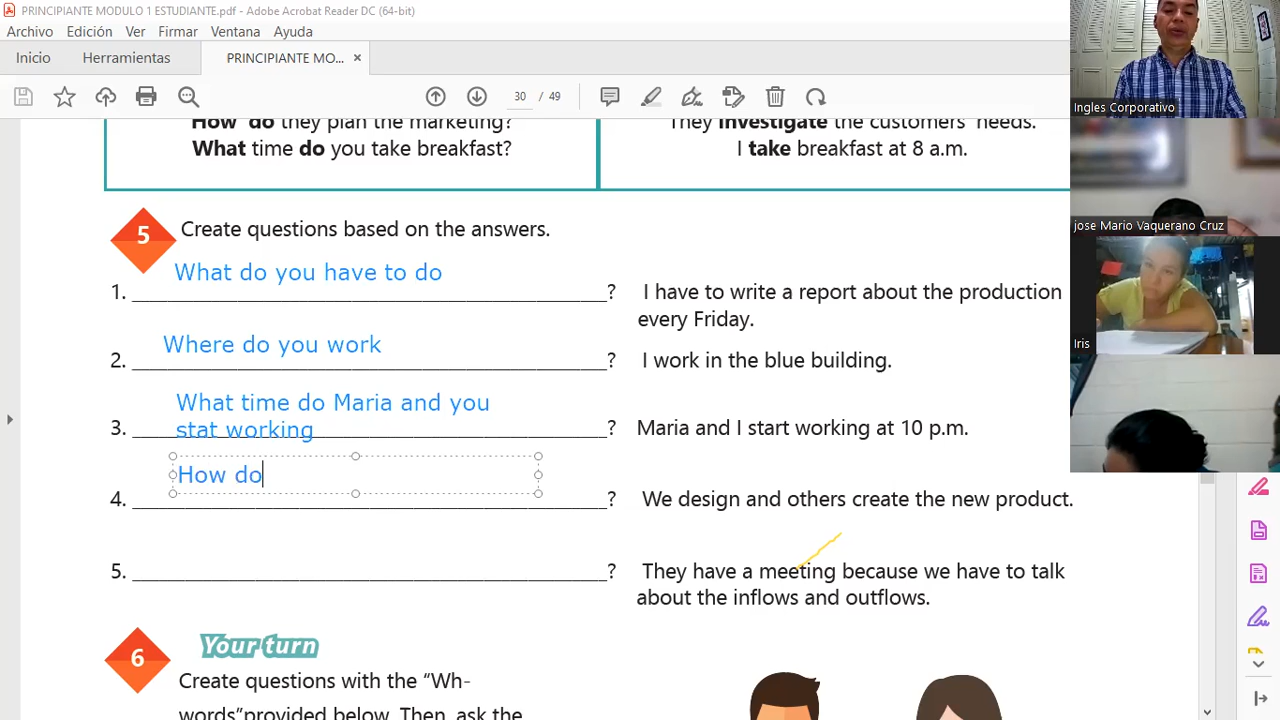 PRINCIPIANTE MODULO 1 ESTUDIANTE.pdf - Adobe Acrobat Reader DC (64-bit)
Archivo Edición Ver Firmar Ventana Ayuda
Inicio Herramientas PRINCIPIANTE MO... ×
30 / 49
How do they plan the marketing? They investigate the customers' needs.
What time do you take breakfast? I take breakfast at 8 a.m.
5 Create questions based on the answers.
What do you have to do
1. ? I have to write a report about the production
every Friday.
Where do you work
2. ? I work in the blue building.
What time do Maria and you
stat working
3. ? Maria and I start working at 10 p.m.
How do
4. ? We design and others create the new product.
5. ? They have a meeting because we have to talk
about the inflows and outflows.
6 Your turn
Create questions with the “Wh-
words”provided below. Then, ask the
Ingles Corporativo
jose Mario Vaquerano Cruz
Iris